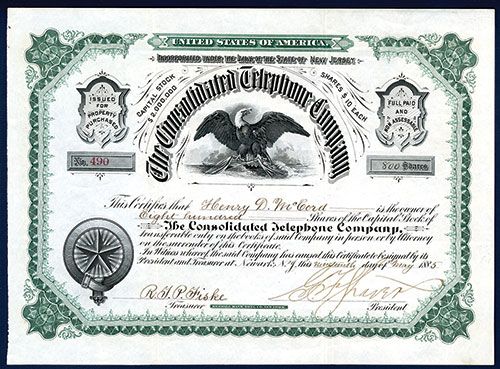 UNITED STATES OF AMERICA.
INCORPORATED UNDER THE LAWS OF THE STATE OF NEW JERSEY.
The Consolidated Telephone Company
CAPITAL STOCK
$2,000,000
SHARES $10 EACH
ISSUED
FOR
PROPERTY
PURCHASED
FULL PAID
AND
NON ASSESSABLE
No. 490
800 Shares
This Certifies that Henry D. McCord is the owner of
Eight hundred Shares of the Capital Stock of
The Consolidated Telephone Company,
transferable only on the books of said Company in person or by Attorney
on the surrender of this Certificate.
In Witness whereof the said Company has caused this Certificate to be signed by its
President and Treasurer at Newark, N.J. this day of May 1883
R. P. Fiske
Treasurer
President